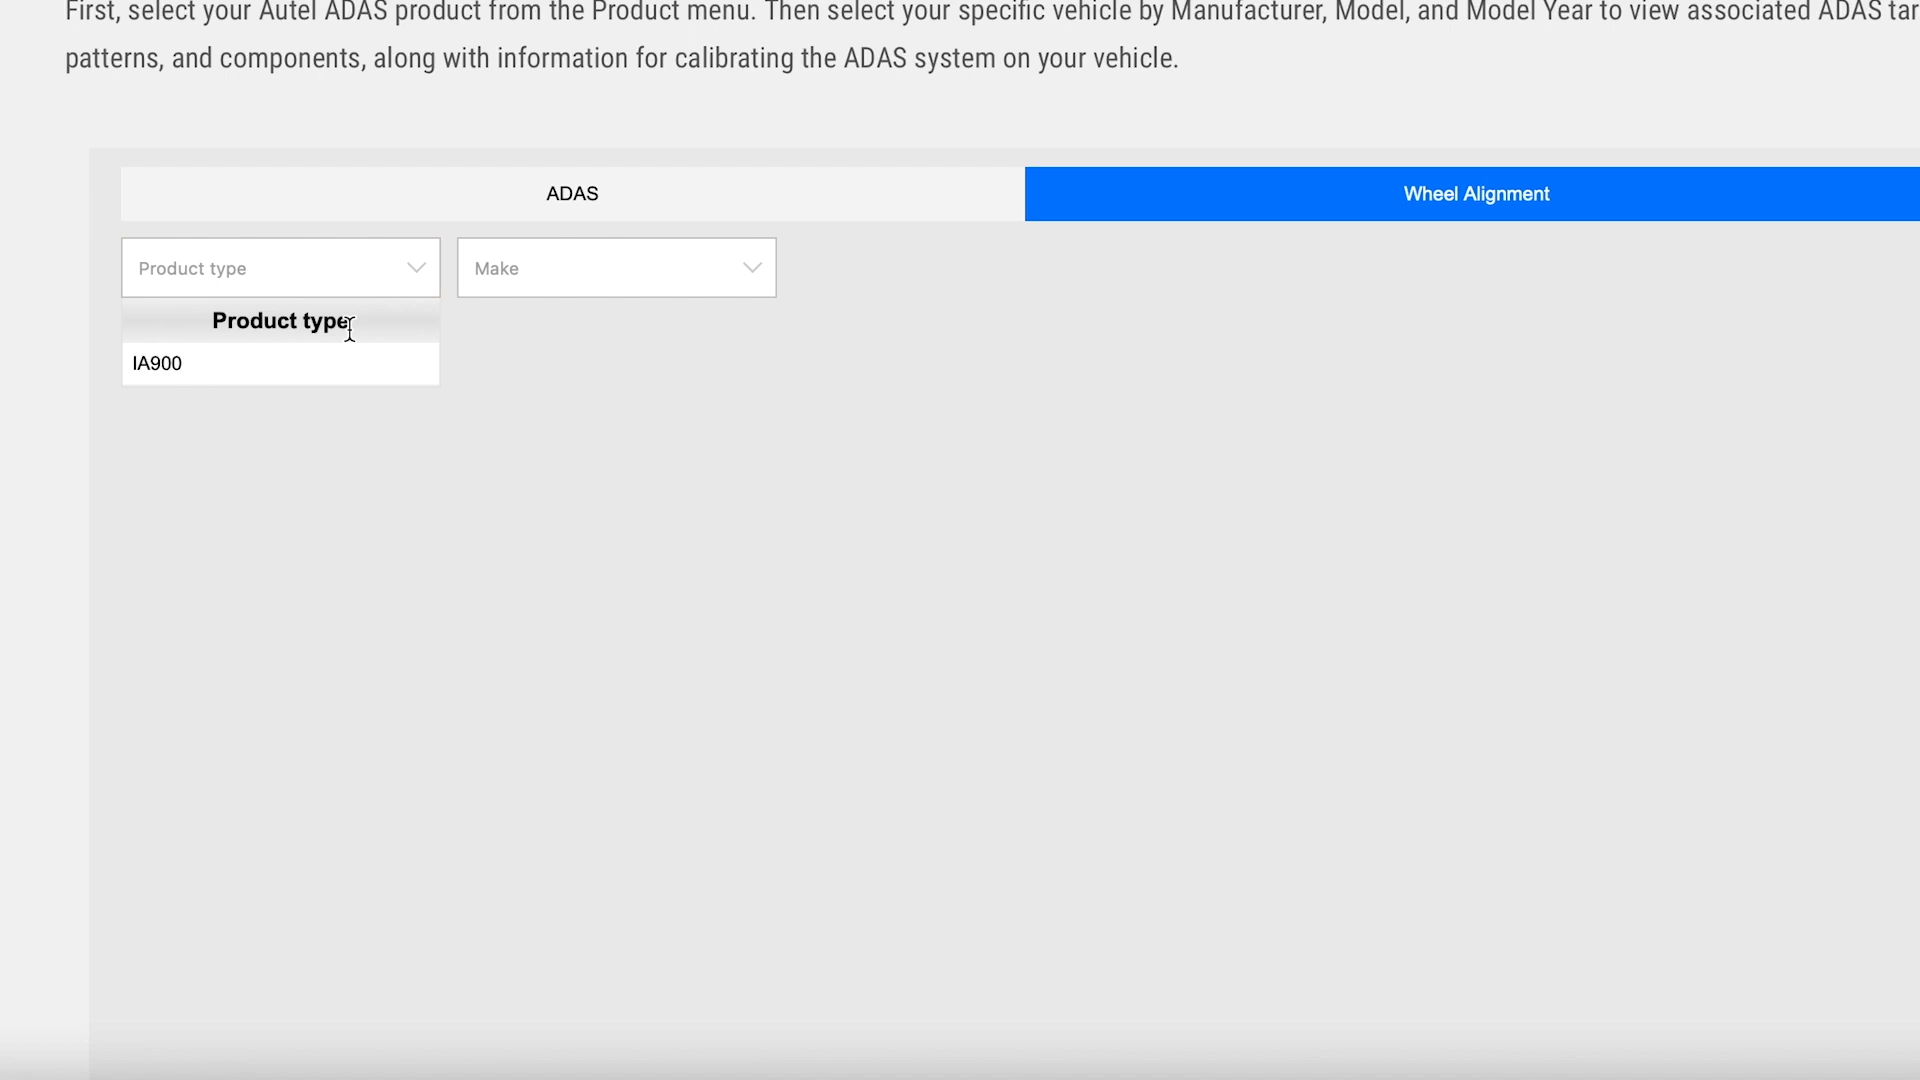 First, select your Autel ADAS product from the Product menu. Then select your specific vehicle by Manufacturer, Model, and Model Year to view associated ADAS
patterns, and components, along with information for calibrating the ADAS system on your vehicle.
ADAS
Wheel Alignment
Product type
Make
Product type
IA900